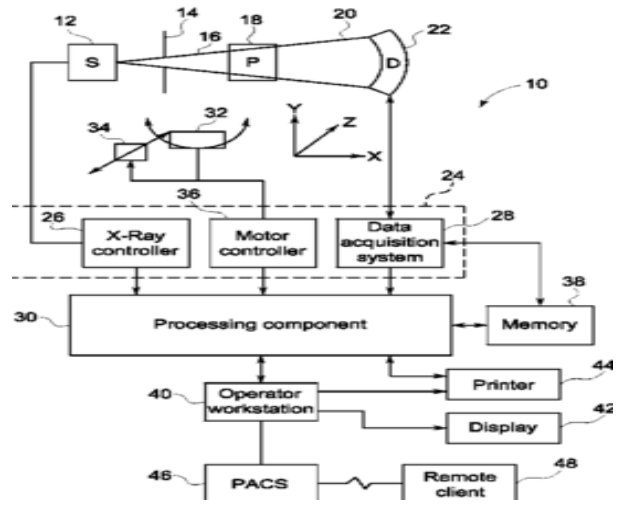 12
14
16
18
20
22
S
P
D
10
34
32
Y
Z
X
24
26
36
28
X-Ray
controller
Motor
controller
Data
acquisition
system
30
Processing component
38
Memory
40
Operator
workstation
Printer
44
Display
42
46
PACS
Remote
client
48